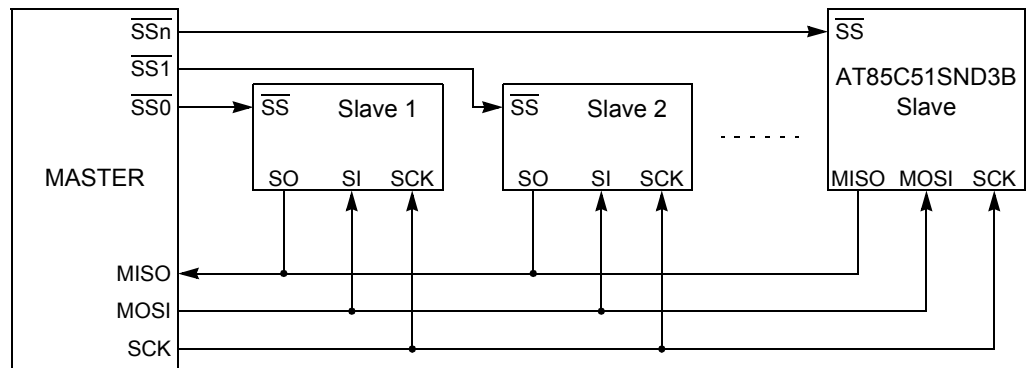 SSn
SS
SS1
AT85C51SND3B
Slave
SS0
SS Slave 1
SS Slave 2
MASTER
SO SI SCK
SO SI SCK
MISO MOSI SCK
MISO
MOSI
SCK